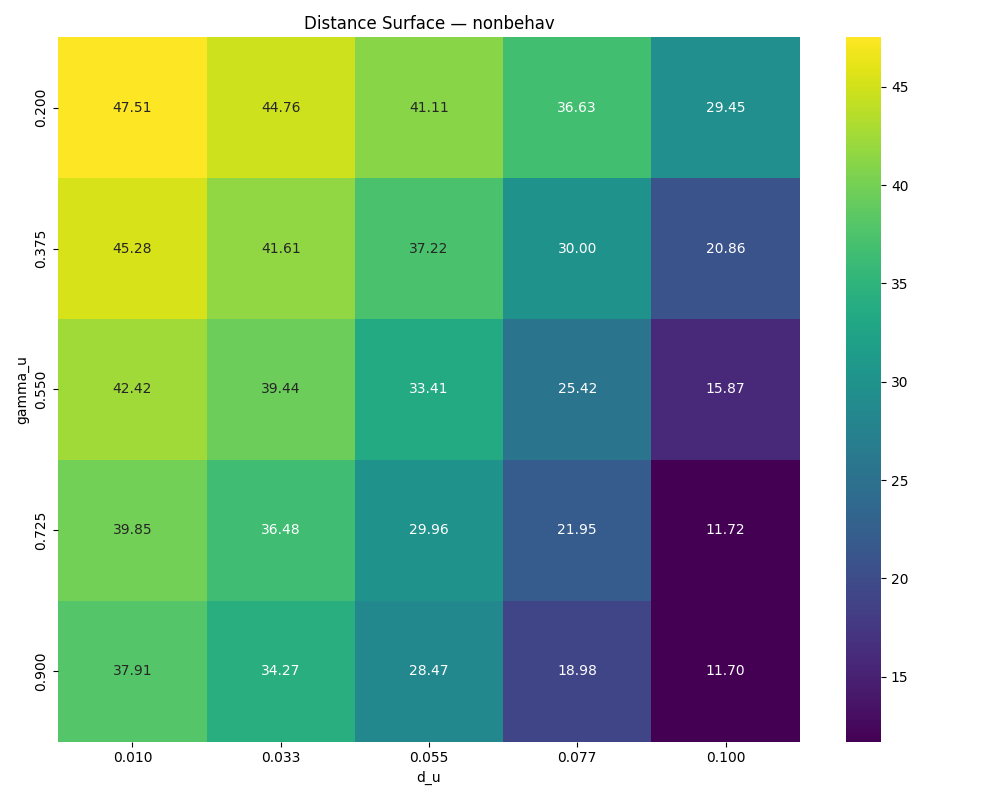 Distance Surface — nonbehav
gamma_u
0.200 47.51 44.76 41.11 36.63 29.45
0.375 45.28 41.61 37.22 30.00 20.86
0.550 42.42 39.44 33.41 25.42 15.87
0.725 39.85 36.48 29.96 21.95 11.72
0.900 37.91 34.27 28.47 18.98 11.70
0.010 0.033 0.055 0.077 0.100
d_u
45
40
35
30
25
20
15